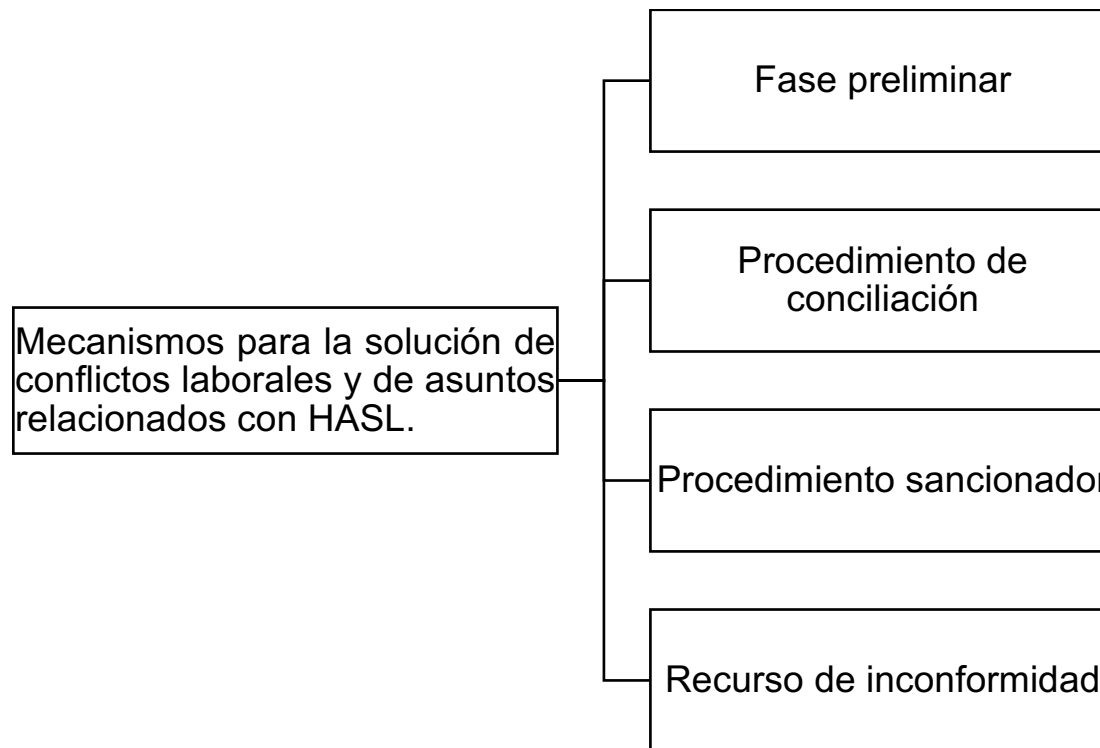 Fase preliminar
Procedimiento de
conciliación
Mecanismos para la solución de
conflictos laborales y de asuntos
relacionados con HASL.
Procedimiento sancionador
Recurso de inconformidad